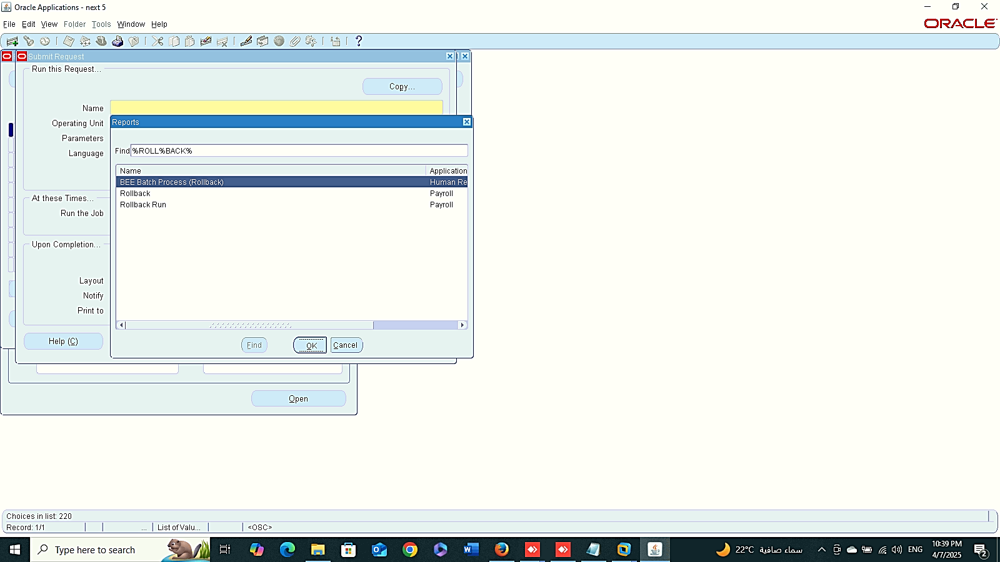 Oracle Applications - next 5
File Edit View Folder Tools Window Help
ORACLE
Submit Request
Run this Request...
Copy...
Name
Operating Unit
Parameters
Language
At these Times...
Run the Job
Upon Completion...
Layout
Notify
Print to
Help (C)
Reports
Find %ROLL%BACK%
Name Application
BEE Batch Process (Rollback) Human Re
Rollback Payroll
Rollback Run Payroll
Find OK Cancel
Open
Choices in list: 220
Record: 1/1 ... List of Valu... <OSC>
Type here to search
22°C سماء صافية
ENG
10:39 PM
4/7/2025
2